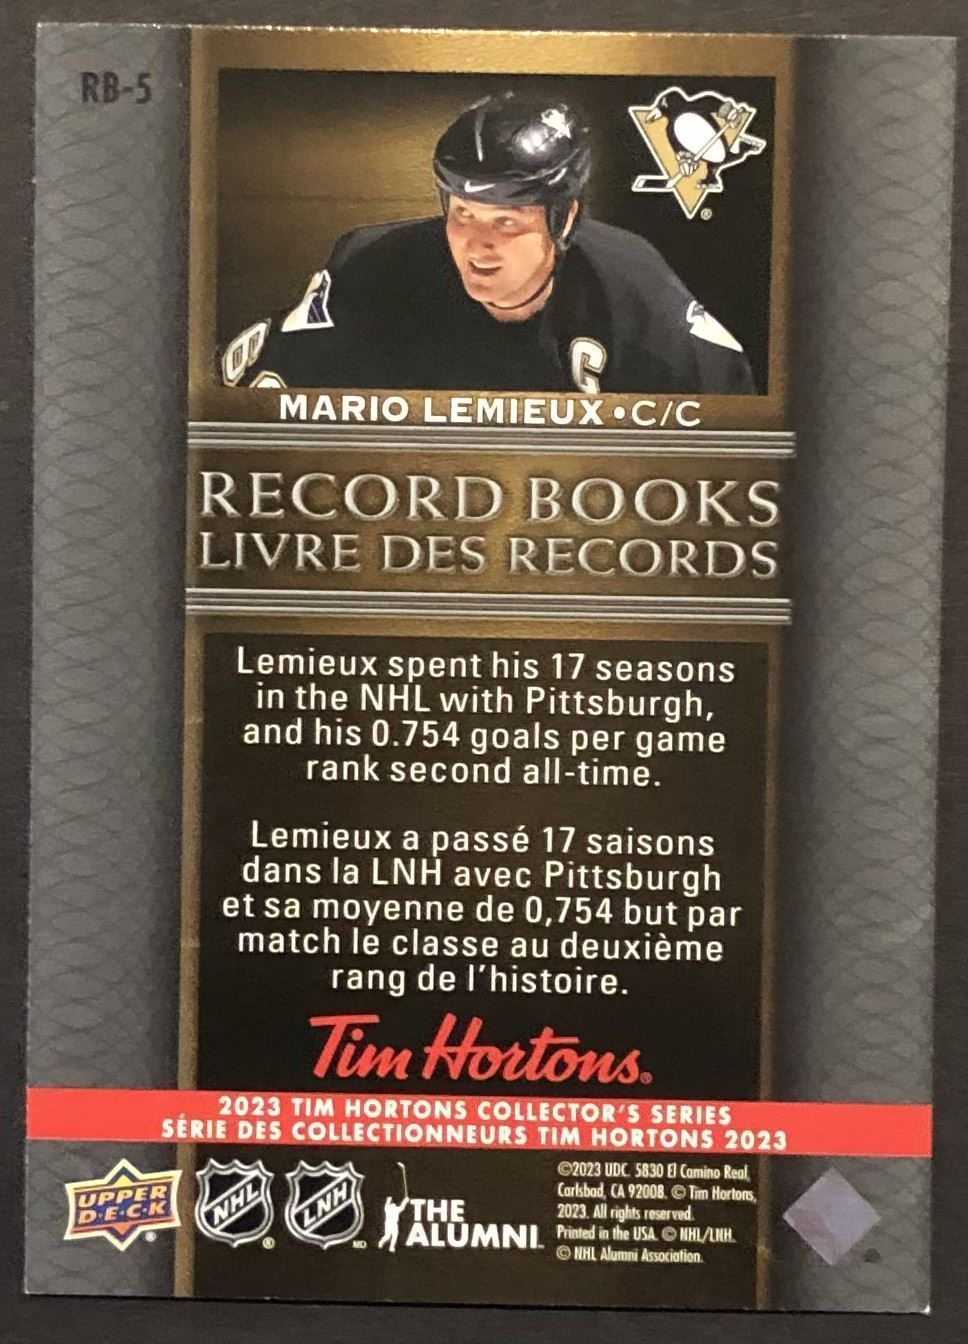 RB-5
C
MARIO LEMIEUX • C/C
RECORD BOOKS
LIVRE DES RECORDS
Lemieux spent his 17 seasons
in the NHL with Pittsburgh,
and his 0.754 goals per game
rank second all-time.
Lemieux a passé 17 saisons
dans la LNH avec Pittsburgh
et sa moyenne de 0,754 but par
match le classe au deuxième
rang de l'histoire.
Tim Hortons®
2023 TIM HORTONS COLLECTOR'S SERIES
SÉRIE DES COLLECTIONNEURS TIM HORTONS 2023
UPPER
D·E·C·K
NHL
LNH
THE
ALUMNI
©2023 UDC. 5830 El Camino Real,
Carlsbad, CA 92008. © Tim Hortons,
2023. All rights reserved.
Printed in the USA. © NHL/LNH.
© NHL Alumni Association.